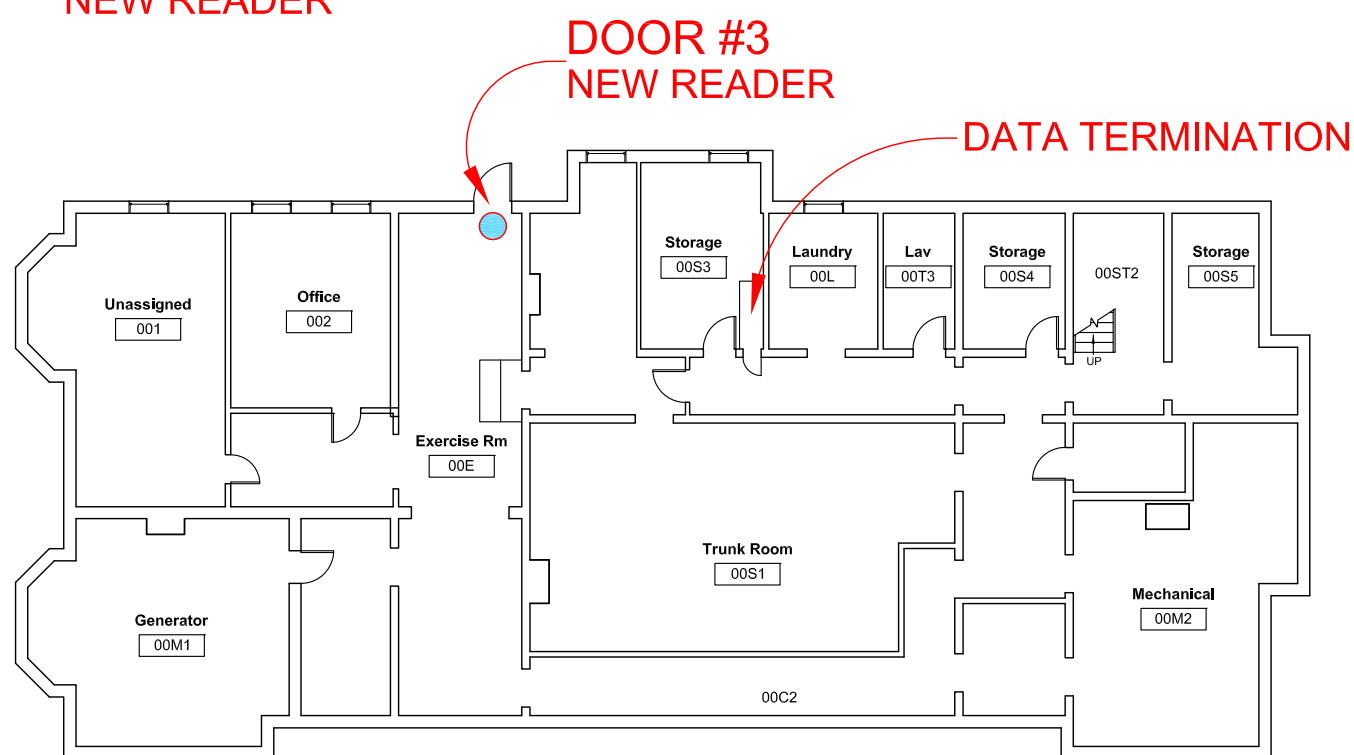 NEW READER
DOOR #3
NEW READER
DATA TERMINATION
Storage
00S3
Laundry
00L
Lav
00T3
Storage
00S4
00ST2
Storage
00S5
Unassigned
001
Office
002
N
UP
Exercise Rm
00E
Trunk Room
00S1
Generator
00M1
Mechanical
00M2
00C2